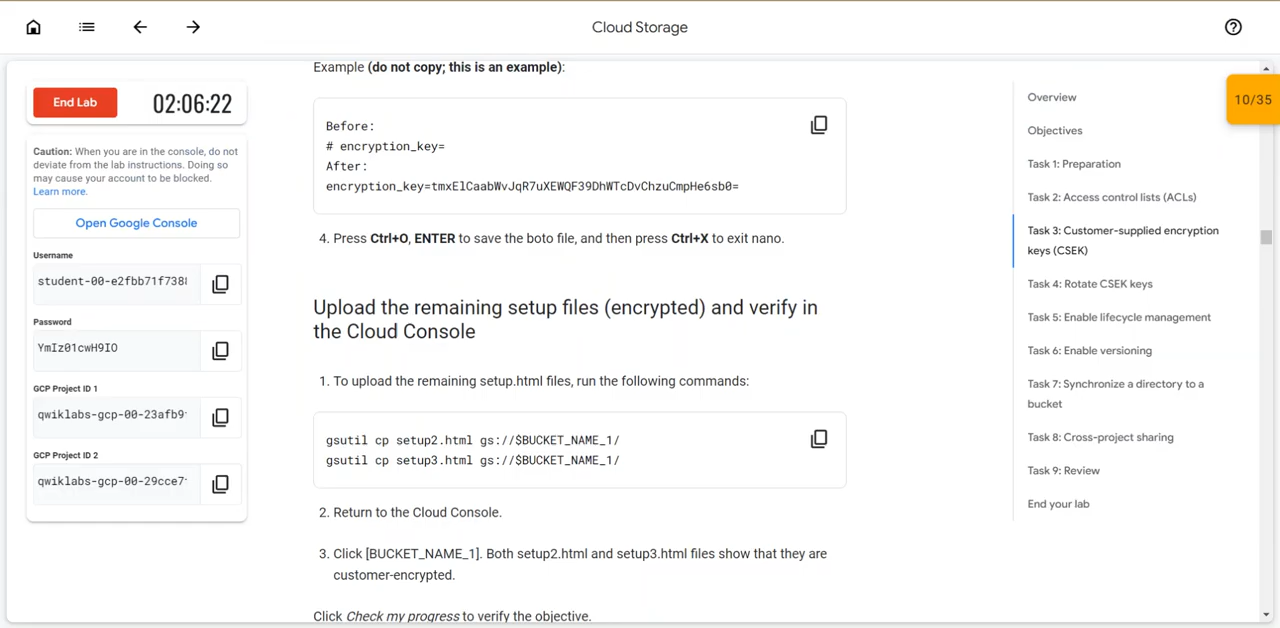 Cloud Storage
End Lab
02:06:22
Caution: When you are in the console, do not
deviate from the lab instructions. Doing so
may cause your account to be blocked.
Learn more.
Open Google Console
Username
student-00-e2fbb71f738
Password
YmIz01cwH9IO
GCP Project ID 1
qwiklabs-gcp-00-23afb9
GCP Project ID 2
qwiklabs-gcp-00-29cce7
Example (do not copy; this is an example):
Before:
# encryption_key=
After:
encryption_key=tmxElCaabWvJqR7uXEWQF39DhWTcDvChzuCmpHe6sb0=
4. Press Ctrl+O, ENTER to save the boto file, and then press Ctrl+X to exit nano.
Upload the remaining setup files (encrypted) and verify in
the Cloud Console
1. To upload the remaining setup.html files, run the following commands:
gsutil cp setup2.html gs://$BUCKET_NAME_1/
gsutil cp setup3.html gs://$BUCKET_NAME_1/
2. Return to the Cloud Console.
3. Click [BUCKET_NAME_1]. Both setup2.html and setup3.html files show that they are
customer-encrypted.
Click Check my progress to verify the objective.
Overview
Objectives
Task 1: Preparation
Task 2: Access control lists (ACLs)
Task 3: Customer-supplied encryption
keys (CSEK)
Task 4: Rotate CSEK keys
Task 5: Enable lifecycle management
Task 6: Enable versioning
Task 7: Synchronize a directory to a
bucket
Task 8: Cross-project sharing
Task 9: Review
End your lab
10/35